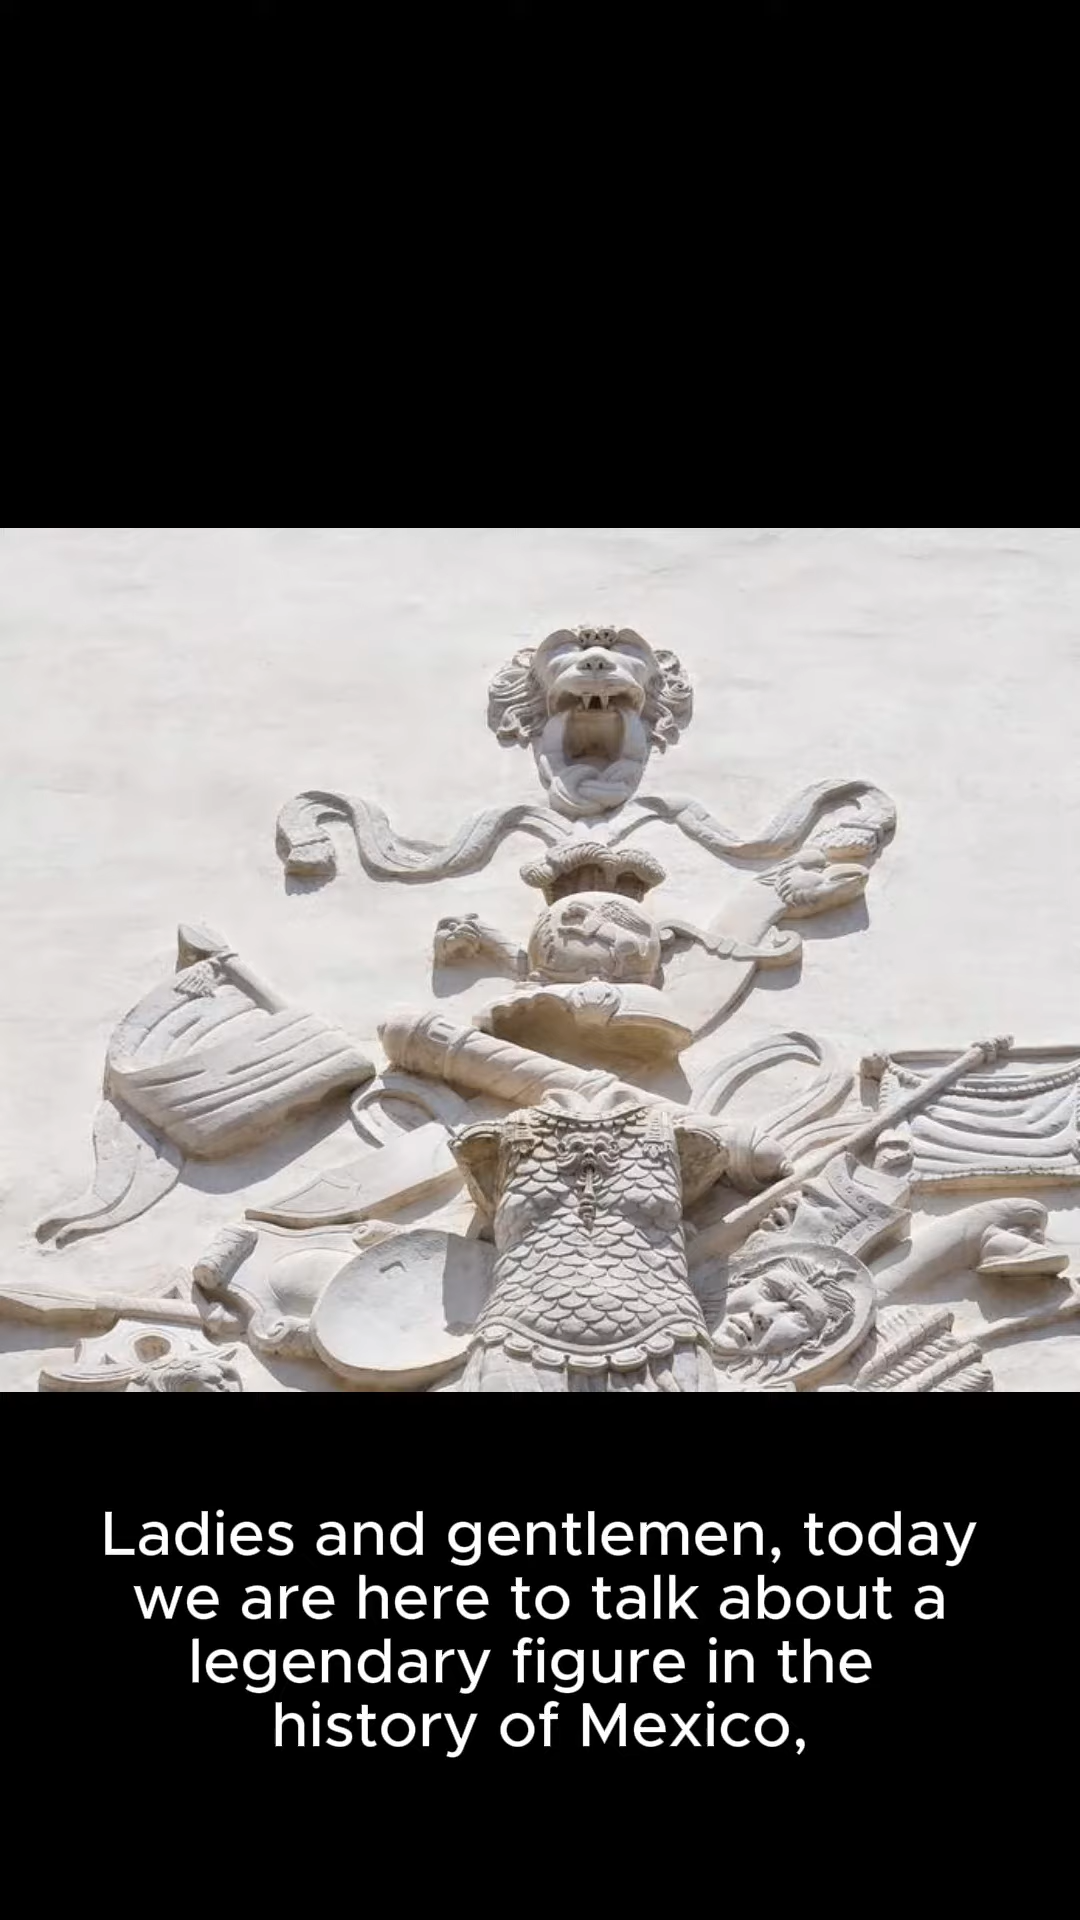 Ladies and gentlemen, today
we are here to talk about a
legendary figure in the
history of Mexico,